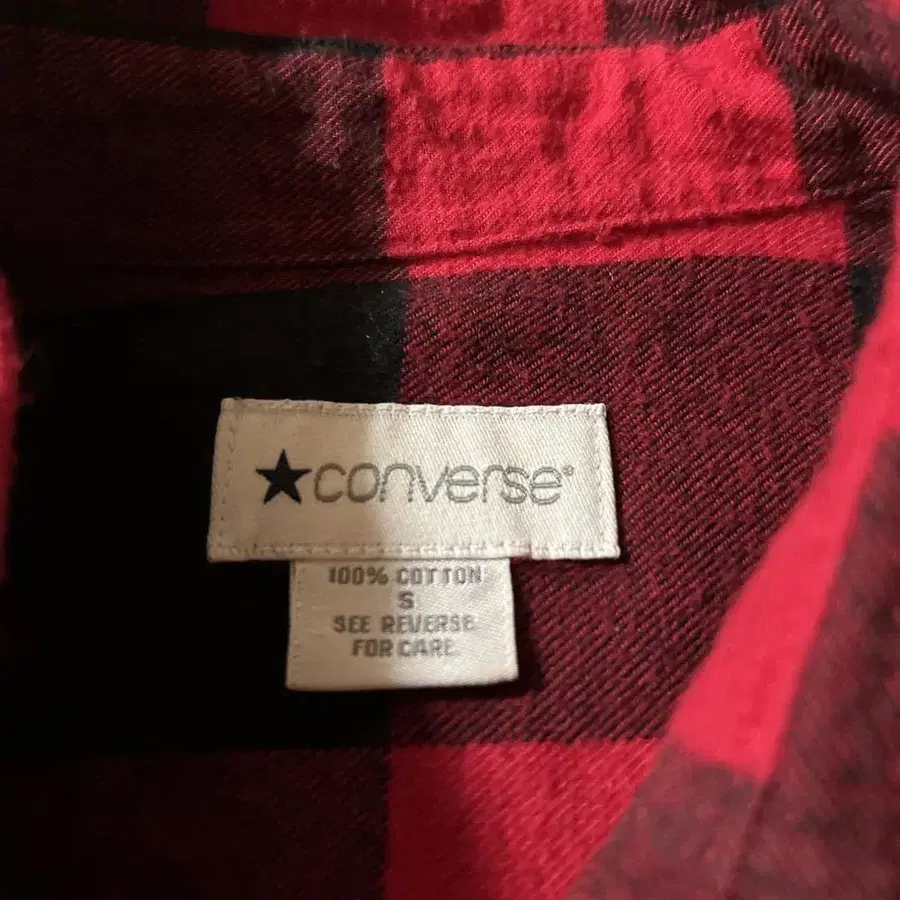 converse®
100% COTTON
S
SEE REVERSE
FOR CARE